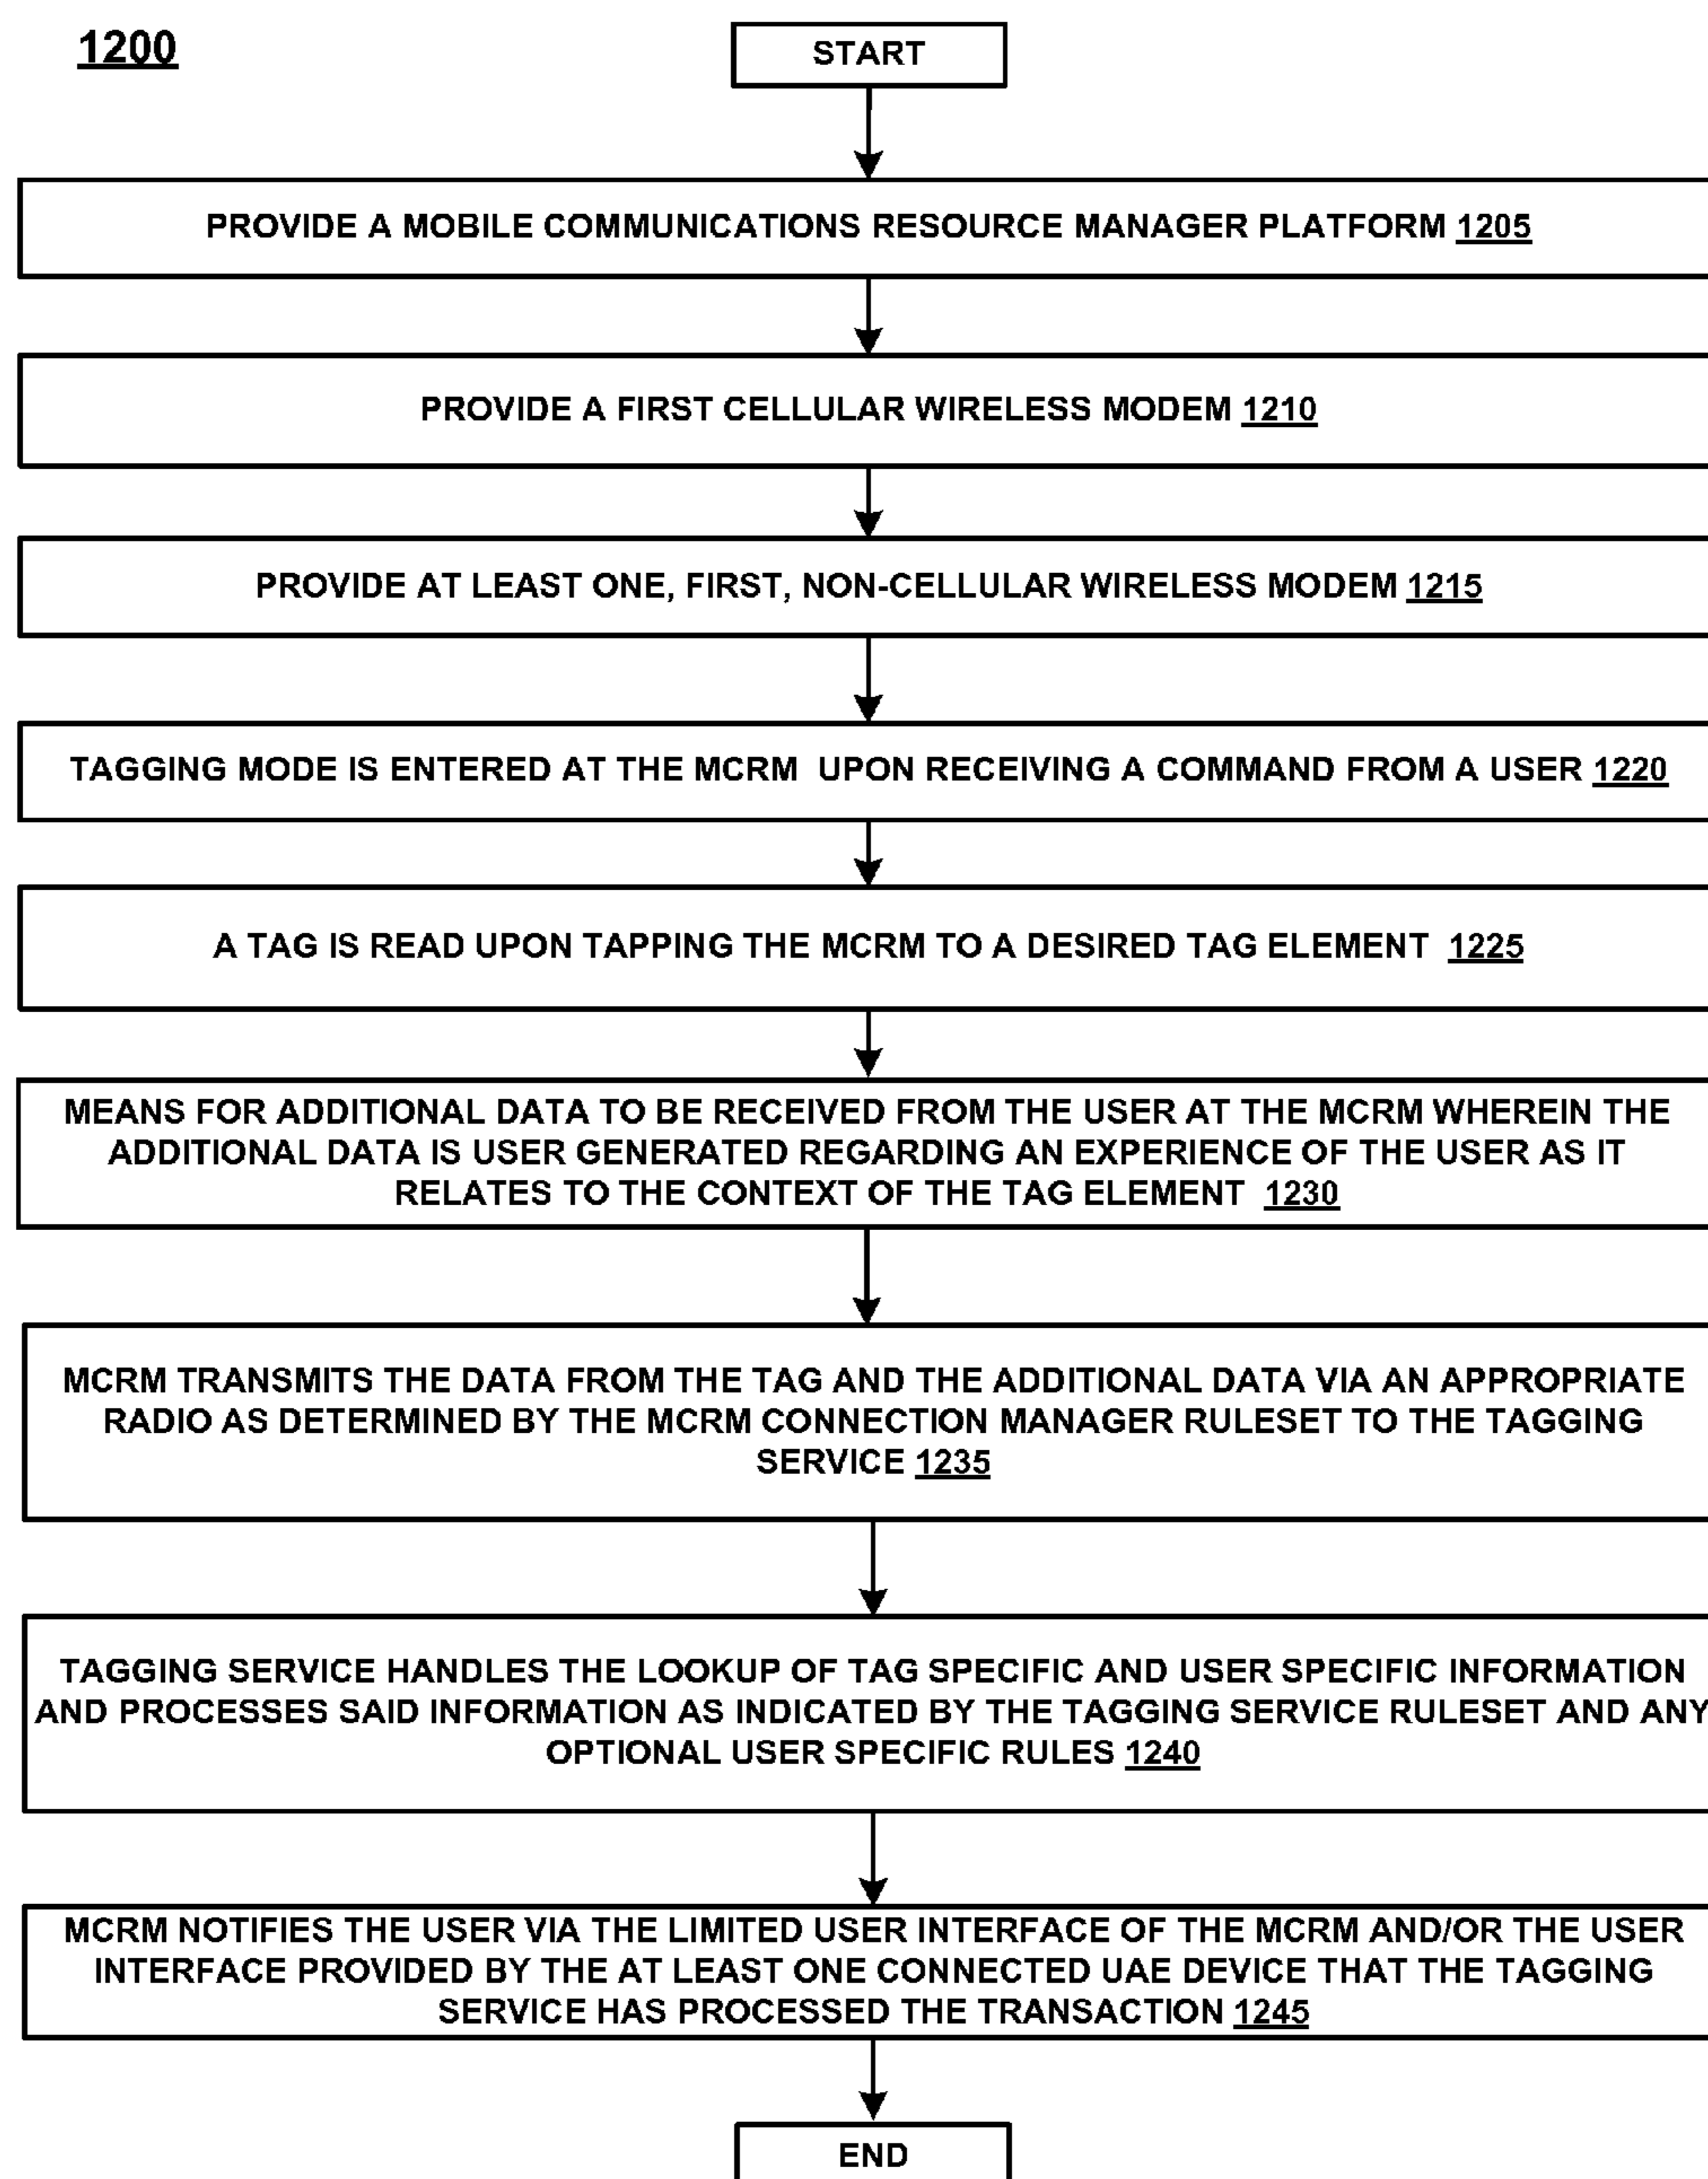 1200
START
PROVIDE A MOBILE COMMUNICATIONS RESOURCE MANAGER PLATFORM 1205
PROVIDE A FIRST CELLULAR WIRELESS MODEM 1210
PROVIDE AT LEAST ONE, FIRST, NON-CELLULAR WIRELESS MODEM 1215
TAGGING MODE IS ENTERED AT THE MCRM UPON RECEIVING A COMMAND FROM A USER 1220
A TAG IS READ UPON TAPPING THE MCRM TO A DESIRED TAG ELEMENT 1225
MEANS FOR ADDITIONAL DATA TO BE RECEIVED FROM THE USER AT THE MCRM WHEREIN THE
ADDITIONAL DATA IS USER GENERATED REGARDING AN EXPERIENCE OF THE USER AS IT
RELATES TO THE CONTEXT OF THE TAG ELEMENT 1230
MCRM TRANSMITS THE DATA FROM THE TAG AND THE ADDITIONAL DATA VIA AN APPROPRIATE
RADIO AS DETERMINED BY THE MCRM CONNECTION MANAGER RULESET TO THE TAGGING
SERVICE 1235
TAGGING SERVICE HANDLES THE LOOKUP OF TAG SPECIFIC AND USER SPECIFIC INFORMATION
AND PROCESSES SAID INFORMATION AS INDICATED BY THE TAGGING SERVICE RULESET AND ANY
OPTIONAL USER SPECIFIC RULES 1240
MCRM NOTIFIES THE USER VIA THE LIMITED USER INTERFACE OF THE MCRM AND/OR THE USER
INTERFACE PROVIDED BY THE AT LEAST ONE CONNECTED UAE DEVICE THAT THE TAGGING
SERVICE HAS PROCESSED THE TRANSACTION 1245
END